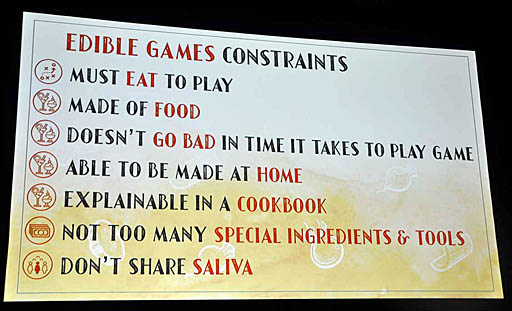 EDIBLE GAMES CONSTRAINTS
MUST EAT TO PLAY
MADE OF FOOD
DOESN'T GO BAD IN TIME IT TAKES TO PLAY GAME
ABLE TO BE MADE AT HOME
EXPLAINABLE IN A COOKBOOK
NOT TOO MANY SPECIAL INGREDIENTS & TOOLS
DON'T SHARE SALIVA